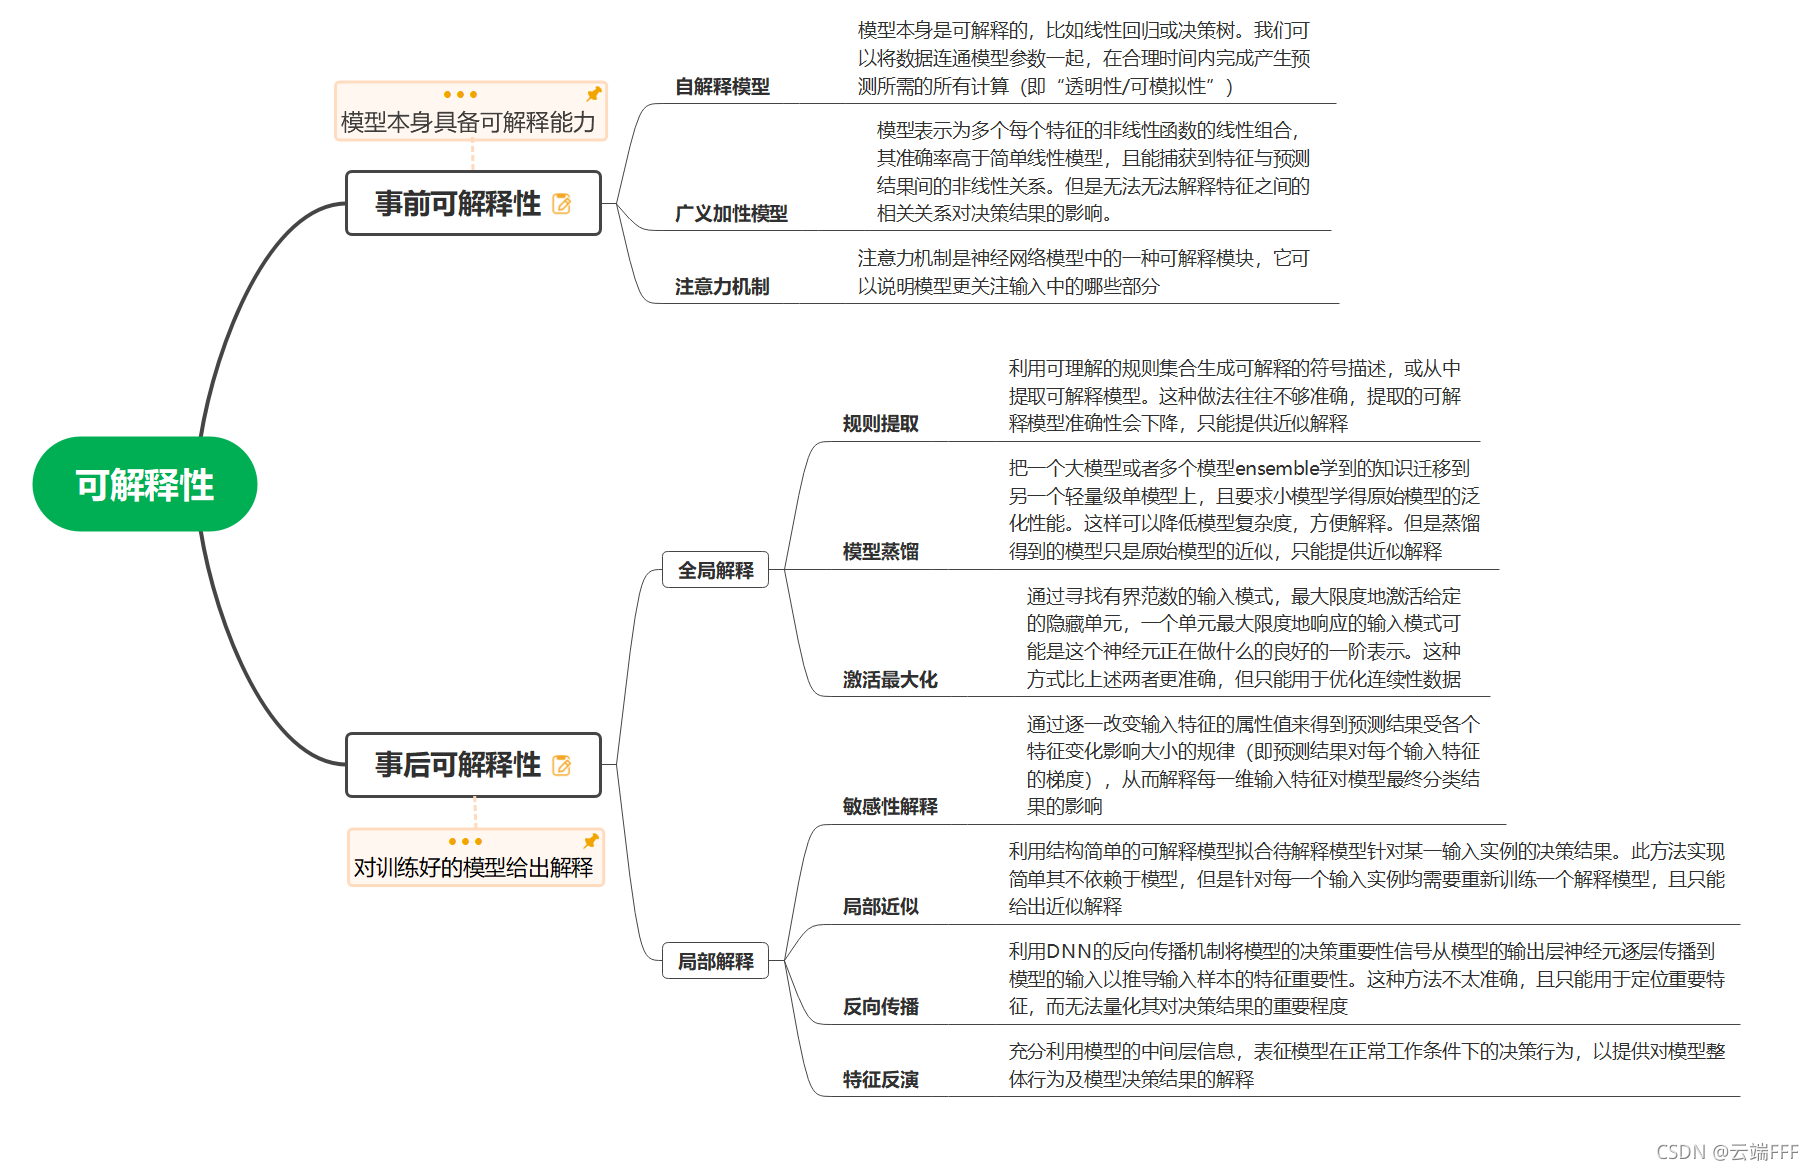 可解释性
模型本身具备可解释能力
事前可解释性
自解释模型
模型本身是可解释的，比如线性回归或决策树。我们可
以将数据连通模型参数一起，在合理时间内完成产生预
测所需的所有计算（即“透明性/可模拟性”）
广义加性模型
模型表示为多个每个特征的非线性函数的线性组合，
其准确率高于简单线性模型，且能捕获到特征与预测
结果间的非线性关系。但是无法无法解释特征之间的
相关关系对决策结果的影响。
注意力机制
注意力机制是神经网络模型中的一种可解释模块，它可
以说明模型更关注输入中的哪些部分
事后可解释性
对训练好的模型给出解释
全局解释
规则提取
利用可理解的规则集合生成可解释的符号描述，或从中
提取可解释模型。这种做法往往不够准确，提取的可解
释模型准确性会下降，只能提供近似解释
模型蒸馏
把一个大模型或者多个模型ensemble学到的知识迁移到
另一个轻量级单模型上，且要求小模型学得原始模型的泛
化性能。这样可以降低模型复杂度，方便解释。但是蒸馏
得到的模型只是原始模型的近似，只能提供近似解释
激活最大化
通过寻找有界范数的输入模式，最大限度地激活给定
的隐藏单元，一个单元最大限度地响应的输入模式可
能是这个神经元正在做什么的良好的一阶表示。这种
方式比上述两者更准确，但只能用于优化连续性数据
局部解释
敏感性解释
通过逐一改变输入特征的属性值来得到预测结果受各个
特征变化影响大小的规律（即预测结果对每个输入特征
的梯度），从而解释每一维输入特征对模型最终分类结
果的影响
局部近似
利用结构简单的可解释模型拟合待解释模型针对某一输入实例的决策结果。此方法实现
简单其不依赖于模型，但是针对每一个输入实例均需要重新训练一个解释模型，且只能
给出近似解释
反向传播
利用DNN的反向传播机制将模型的决策重要性信号从模型的输出层神经元逐层传播到
模型的输入以推导输入样本的特征重要性。这种方法不太准确，且只能用于定位重要特
征，而无法量化其对决策结果的重要程度
特征反演
充分利用模型的中间层信息，表征模型在正常工作条件下的决策行为，以提供对模型整
体行为及模型决策结果的解释
CSDN @云端FFF